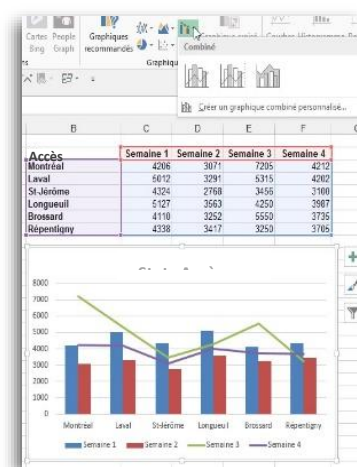 Cartes People Graphiques
Bing Graph recommandés
Combiné
Graphiq
Créer un graphique combiné personnalisé...
B C D E F
Accès Semaine 1 Semaine 2 Semaine 3 Semaine 4
Montréal 4206 3071 7205 4212
Laval 5012 3291 5315 4202
St-Jérôme 4324 2768 3456 3100
Longueuil 5127 3563 4250 3987
Brossard 4110 3252 5550 3735
Répentigny 4338 3417 3250 3705
8000
7000
6000
5000
4000
3000
2000
1000
0
Montréal Laval St-Jérôme Longueuil Brossard Répentigny
Semaine 1 Semaine 2 Semaine 3 Semaine 4